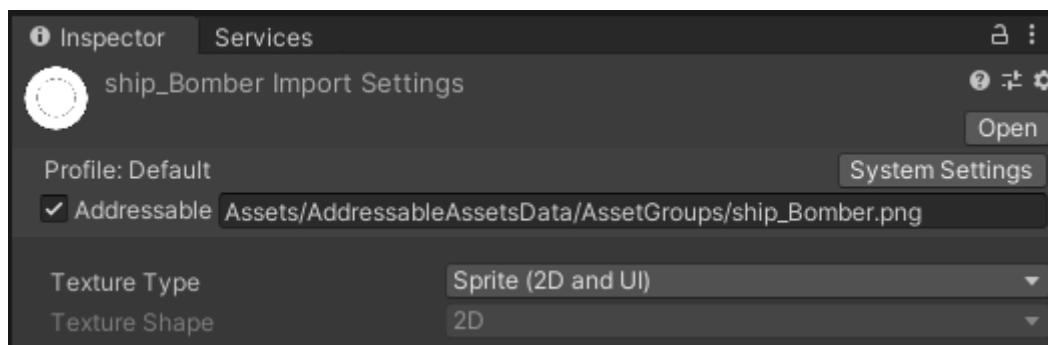 Inspector Services
ship_Bomber Import Settings
Open
Profile: Default System Settings
Addressable Assets/AddressableAssetsData/AssetGroups/ship_Bomber.png
Texture Type Sprite (2D and UI)
Texture Shape 2D